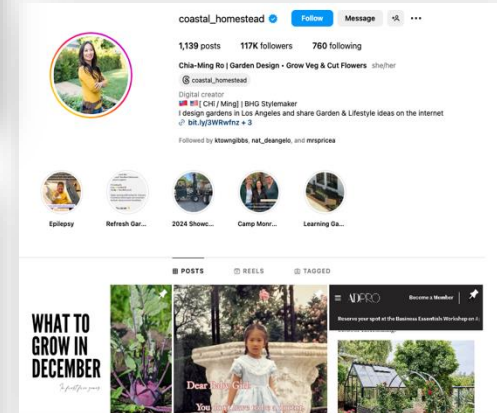 coastal_homestead
Follow
Message
1,139 posts 117K followers 760 following
Chia-Ming Ro | Garden Design • Grow Veg & Cut Flowers she/her
coastal_homestead
Digital creator
🇹🇼 🇺🇸[ CHI / Ming] | BHG Stylemaker
I design gardens in Los Angeles and share Garden & Lifestyle ideas on the internet
bit.ly/3WRwfnz + 3
Followed by ktowngibbs, nat_deangelo, and mrspricea
Epilepsy
Refresh Gar...
2024 Showc...
Camp Monr...
Learning Ga...
POSTS
REELS
TAGGED
WHAT TO
GROW IN
DECEMBER
Dear Baby Girl
ADPRO
Become a Member
Reserve your spot at the Business Essentials Workshop on